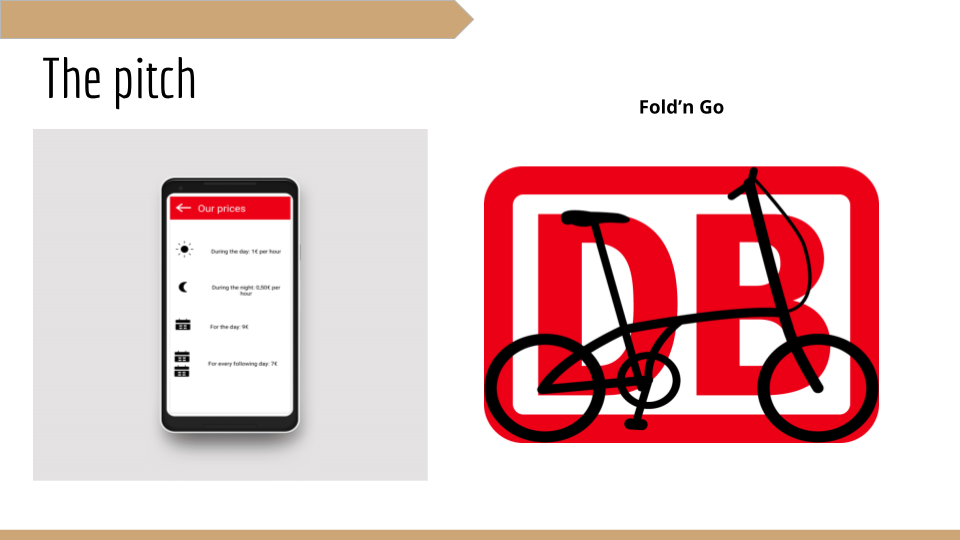 The pitch
Fold’n Go
Our prices
During the day: 1€ per hour
During the night: 0,50€ per
hour
For the day: 9€
For every following day: 7€
DB